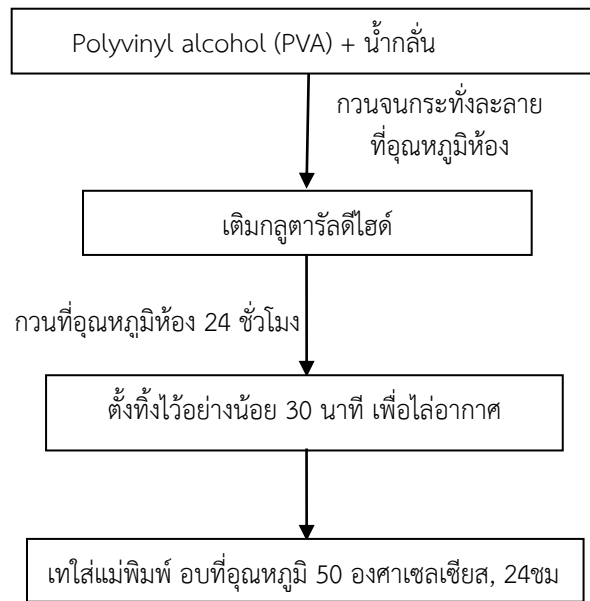 Polyvinyl alcohol (PVA) + น้ำกลั่น
กวนจนกระทั่งละลาย
ที่อุณหภูมิห้อง
เติมกลูตารัลดีไฮด์
กวนที่อุณหภูมิห้อง 24 ชั่วโมง
ตั้งทิ้งไว้อย่างน้อย 30 นาที เพื่อไล่อากาศ
เทใส่แม่พิมพ์ อบที่อุณหภูมิ 50 องศาเซลเซียส, 24ชม